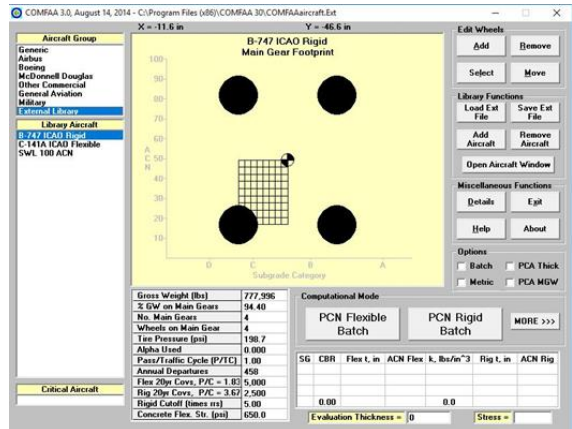 COMFAA 3.0, August 14, 2014 - C:\Program Files (x86)\COMFAA 30\COMFAAaircraft.Ext
X = -11.6 in Y = -46.6 in
Aircraft Group
Generic
Airbus
Boeing
McDonnell Douglas
Other Commercial
General Aviation
Military
External Library
Library Aircraft
B-747 ICAO Rigid
C-141A ICAO Flexible
SWL 100 ACN
Critical Aircraft
B-747 ICAO Rigid
Main Gear Footprint
100
90
80
70
60
A
C 50
N
40
30
20
10
D C B A
Subgrade Category
Gross Weight (lbs) 777,996
% GW on Main Gears 94.40
No. Main Gears 4
Wheels on Main Gear 4
Tire Pressure (psi) 198.7
Alpha Used 0.000
Pass/Traffic Cycle (P/TC) 1.00
Annual Departures 458
Flex 20yr Covs, P/C = 1.83 5,000
Rig 20yr Covs, P/C = 3.67 2,500
Rigid Cutoff (times rrs) 5.00
Concrete Flex. Str. (psi) 650.0
Computational Mode
PCN Flexible Batch
PCN Rigid Batch
MORE >>>
SG CBR Flex t, in ACN Flex k, lbs/in^3 Rig t, in ACN Rig
0.00 0.0
Evaluation Thickness = 0 Stress =
Edit Wheels
Add Remove
Select Move
Library Functions
Load Ext File Save Ext File
Add Aircraft Remove Aircraft
Open Aircraft Window
Miscellaneous Functions
Details Exit
Help About
Options
Batch PCA Thick
Metric PCA MGW